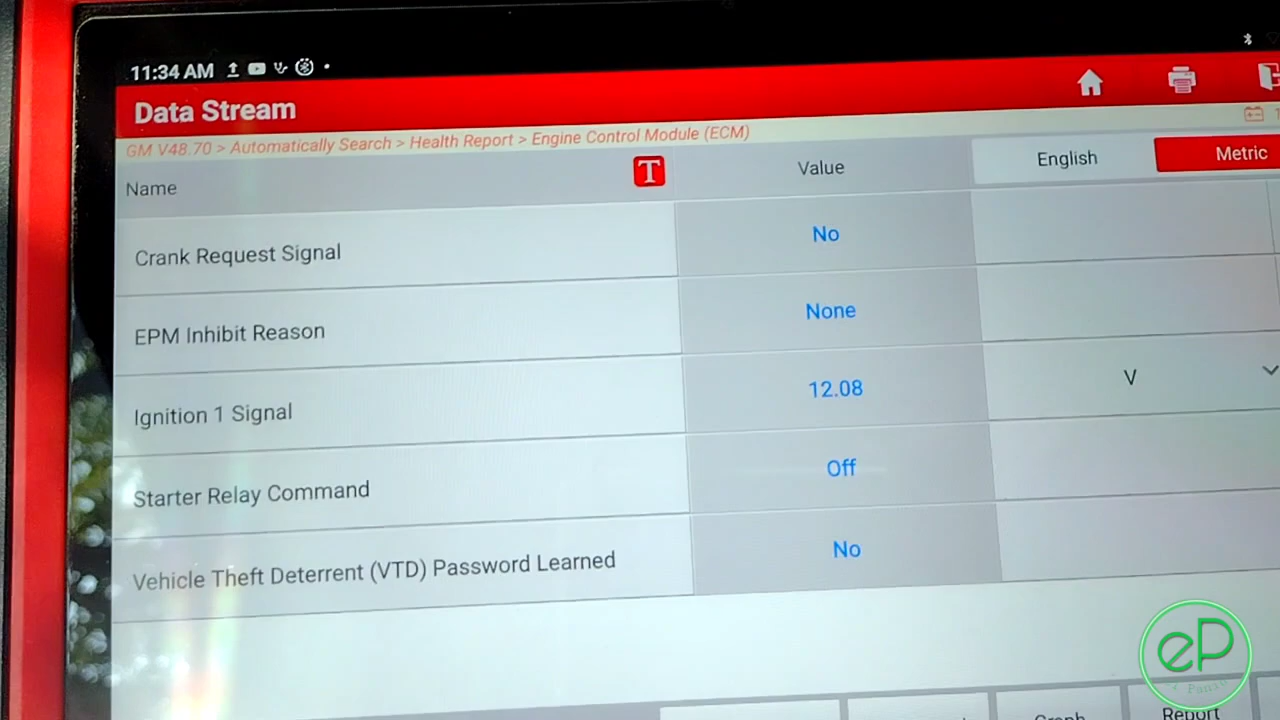 11:34 AM
Data Stream
GM V48.70 > Automatically Search > Health Report > Engine Control Module (ECM)
Name T Value English Metric
Crank Request Signal No
EPM Inhibit Reason None
Ignition 1 Signal 12.08 V
Starter Relay Command Off
Vehicle Theft Deterrent (VTD) Password Learned No
eP
Graph Report